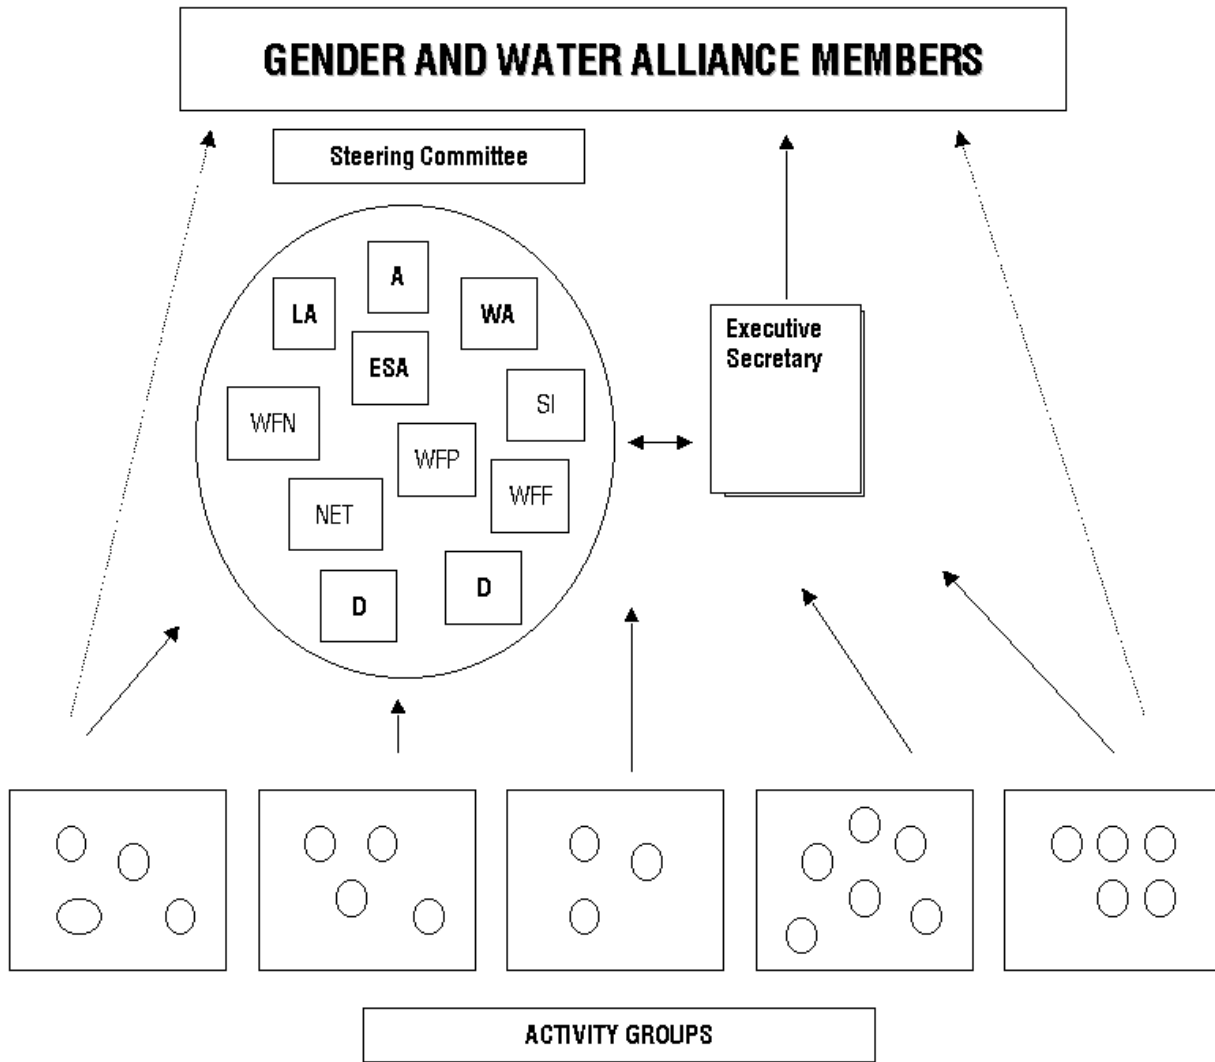 GENDER AND WATER ALLIANCE MEMBERS
Steering Committee
A
LA
WA
ESA
Executive
Secretary
WFN
SI
WFP
NET
WFF
D
D
ACTIVITY GROUPS